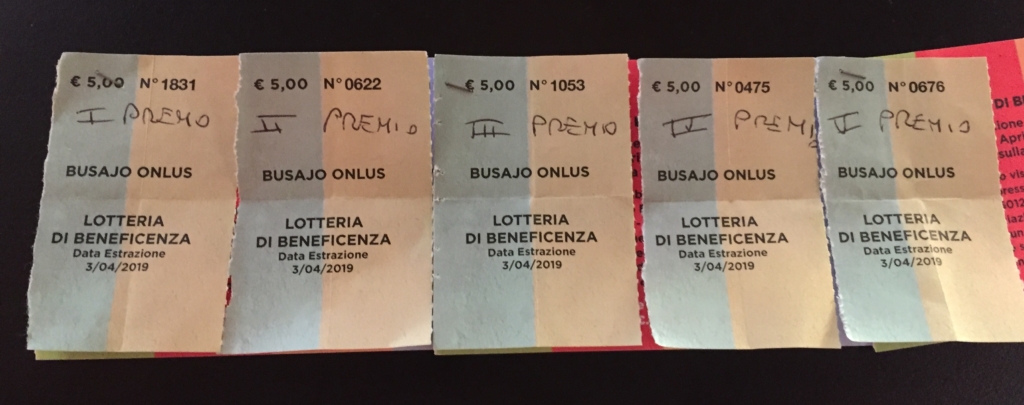 € 5,00 N° 1831
I PREMIO
BUSAJO ONLUS
LOTTERIA
DI BENEFICENZA
Data Estrazione
3/04/2019
€ 5,00 N° 0622
II PREMIO
BUSAJO ONLUS
LOTTERIA
DI BENEFICENZA
Data Estrazione
3/04/2019
€ 5,00 N° 1053
III PREMIO
BUSAJO ONLUS
LOTTERIA
DI BENEFICENZA
Data Estrazione
3/04/2019
€ 5,00 N° 0475
IV PREMIO
BUSAJO ONLUS
LOTTERIA
DI BENEFICENZA
Data Estrazione
3/04/2019
€ 5,00 N° 0676
V PREMIO
BUSAJO ONLUS
LOTTERIA
DI BENEFICENZA
Data Estrazione
3/04/2019
DI